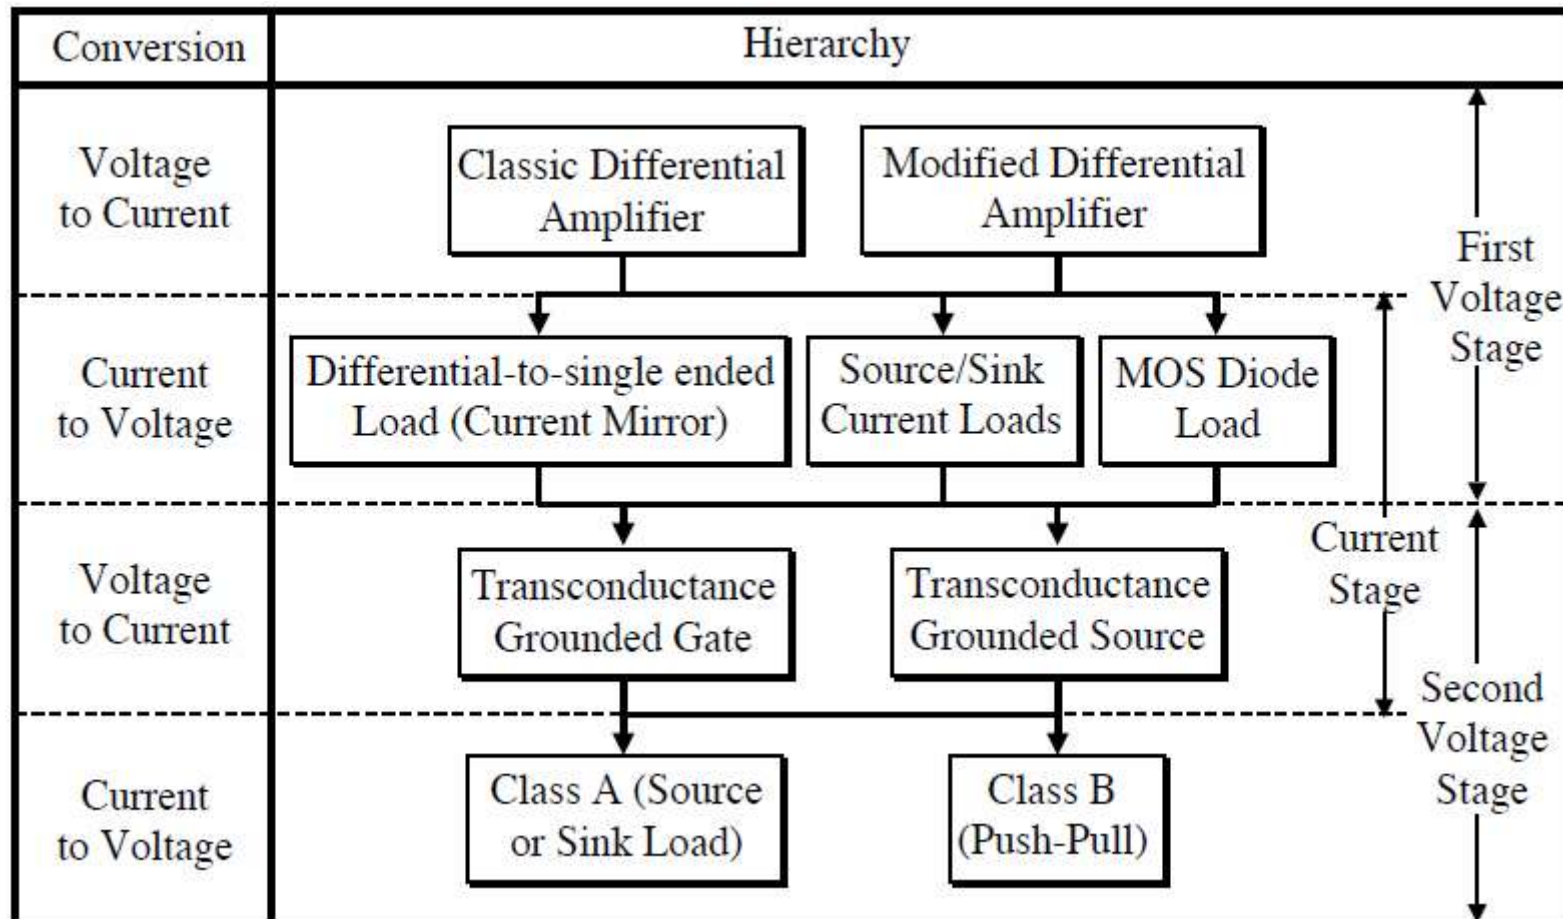 Conversion
Hierarchy
Voltage
to Current
Classic Differential
Amplifier
Modified Differential
Amplifier
First
Voltage
Stage
Current
to Voltage
Differential-to-single ended
Load (Current Mirror)
Source/Sink
Current Loads
MOS Diode
Load
Current
Stage
Voltage
to Current
Transconductance
Grounded Gate
Transconductance
Grounded Source
Second
Voltage
Stage
Current
to Voltage
Class A (Source
or Sink Load)
Class B
(Push-Pull)